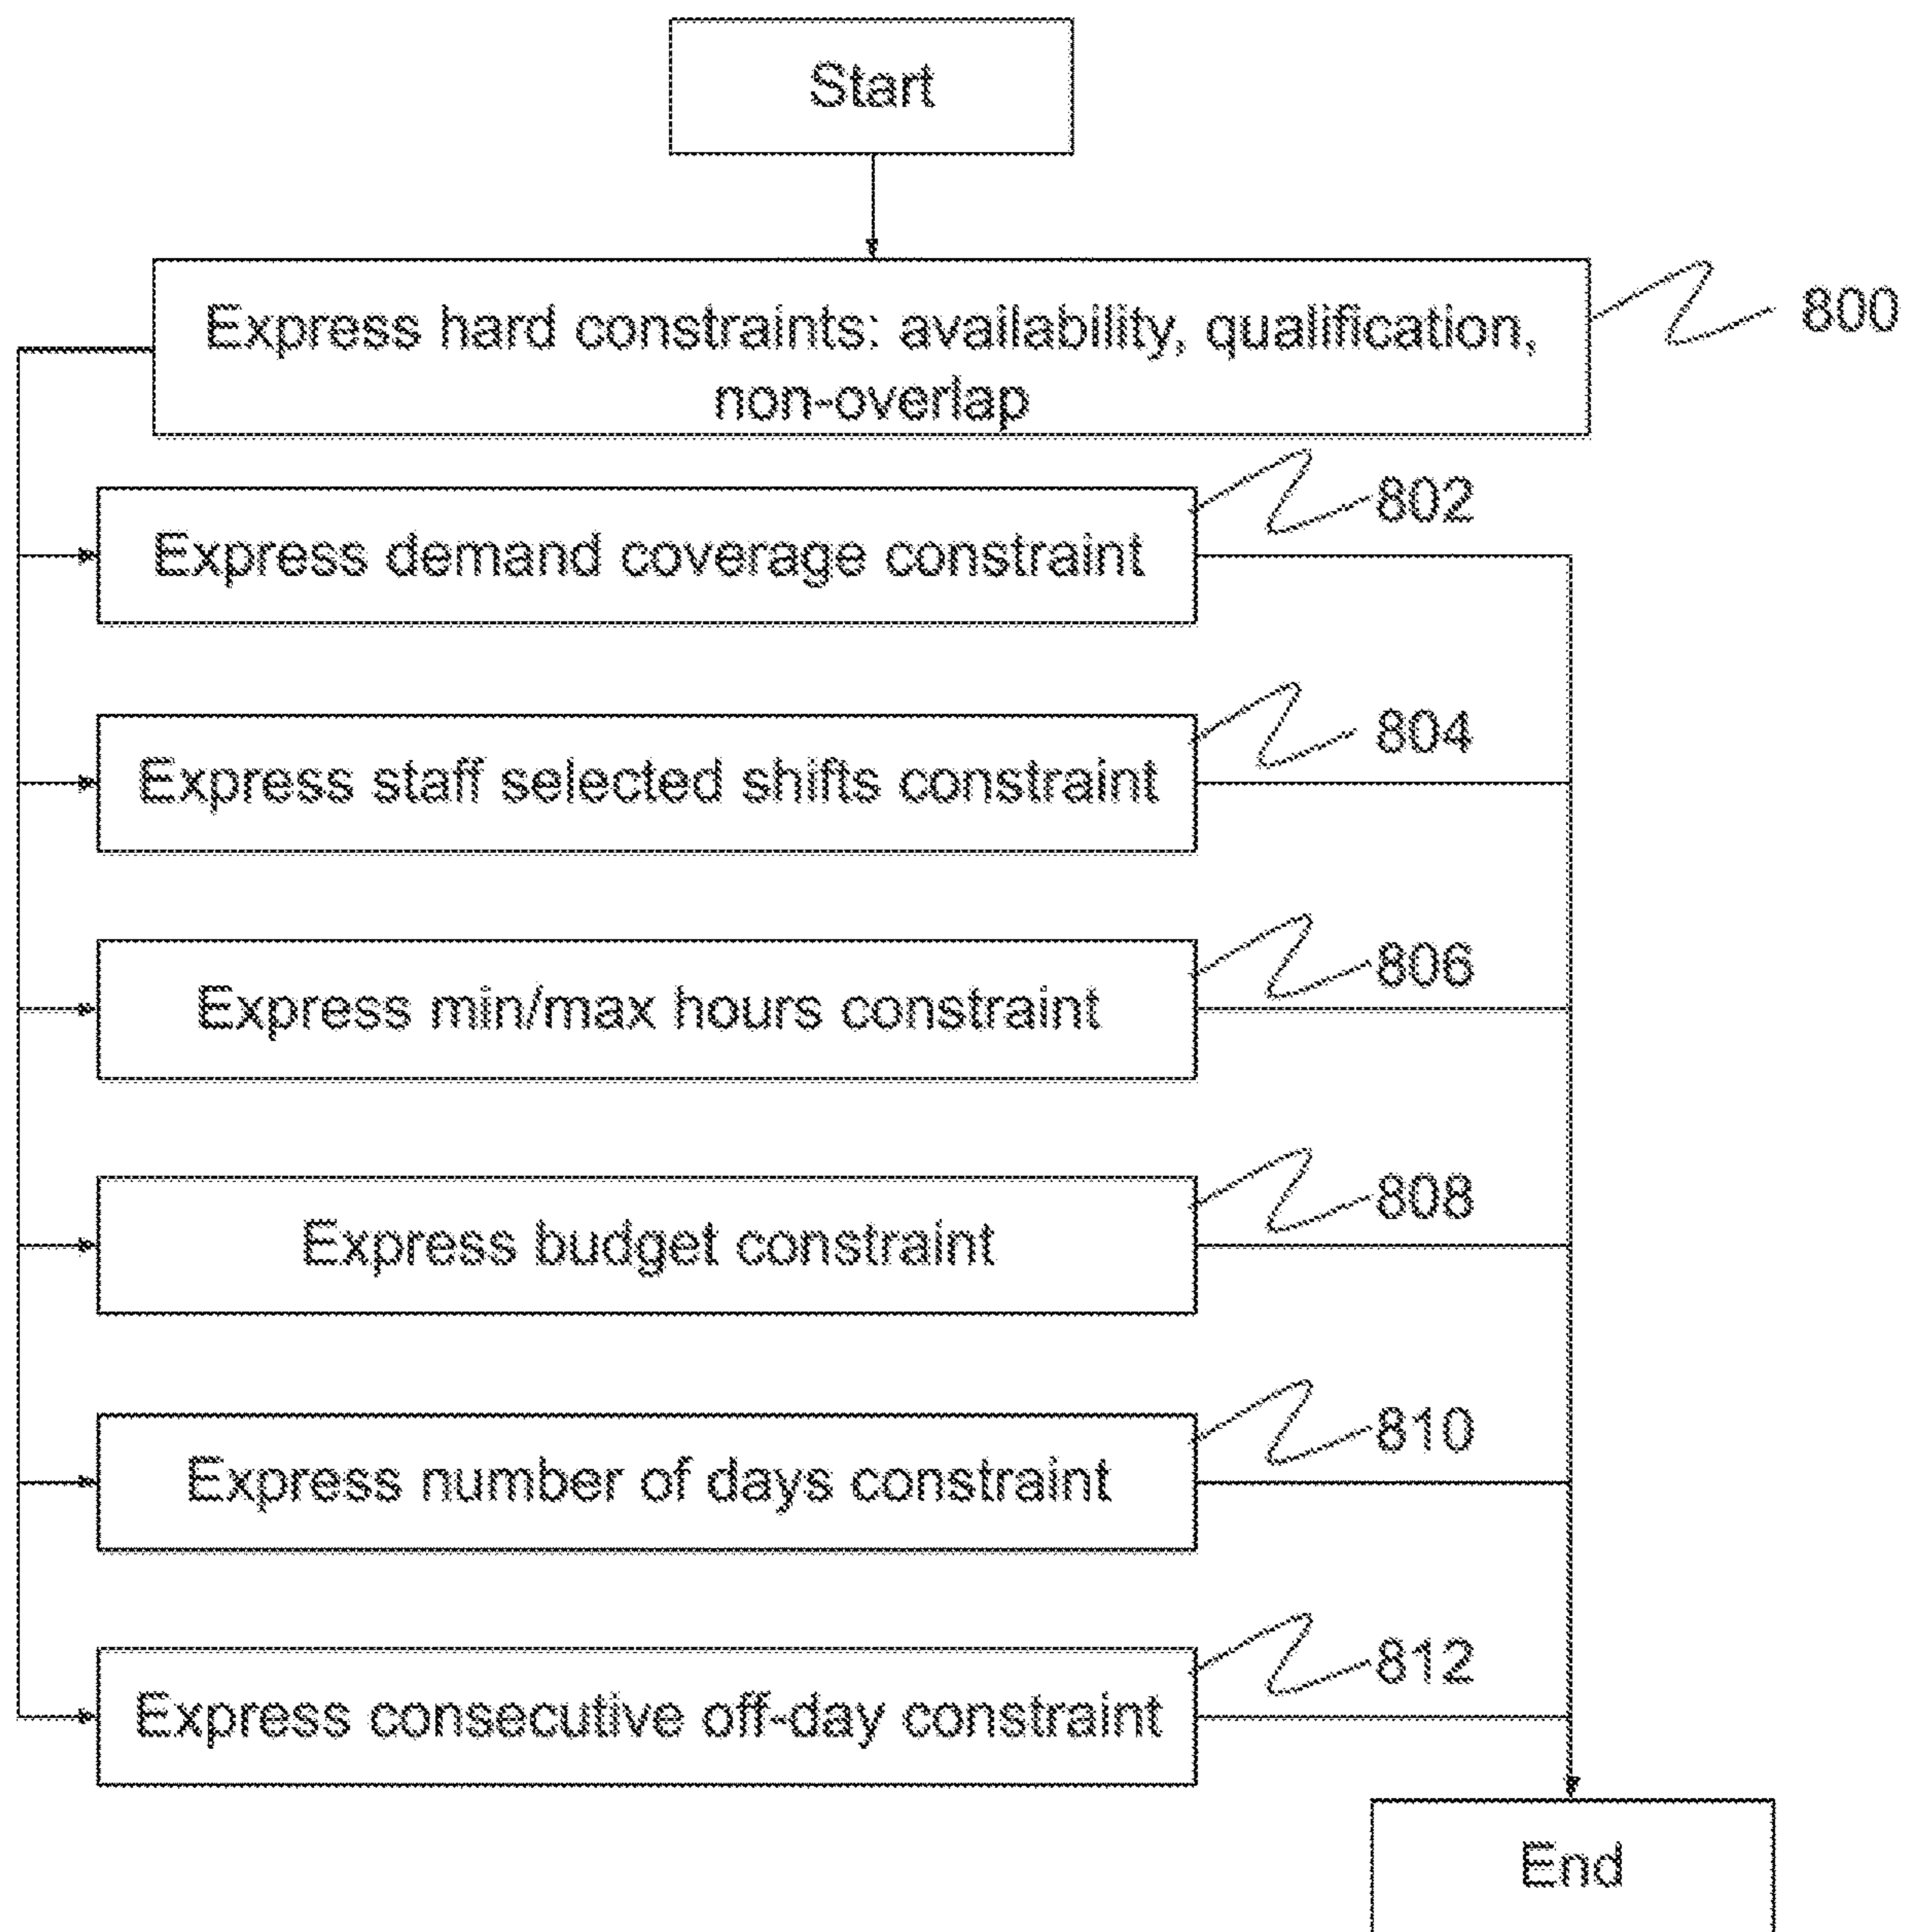 Start
Express hard constraints: availability, qualification,
non-overlap
800
802
Express demand coverage constraint
804
Express staff selected shifts constraint
806
Express min/max hours constraint
808
Express budget constraint
810
Express number of days constraint
812
Express consecutive off-day constraint
End